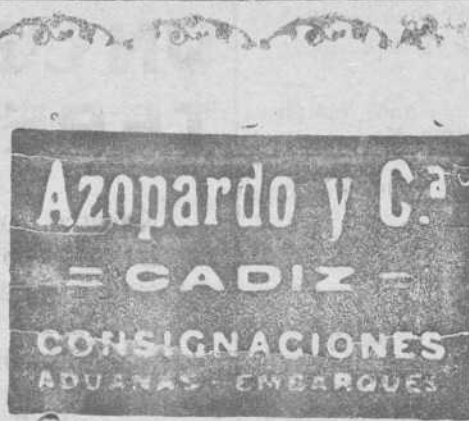 Azopardo y C.ª
= CADIZ =
CONSIGNACIONES
ADUANAS - EMBARQUES